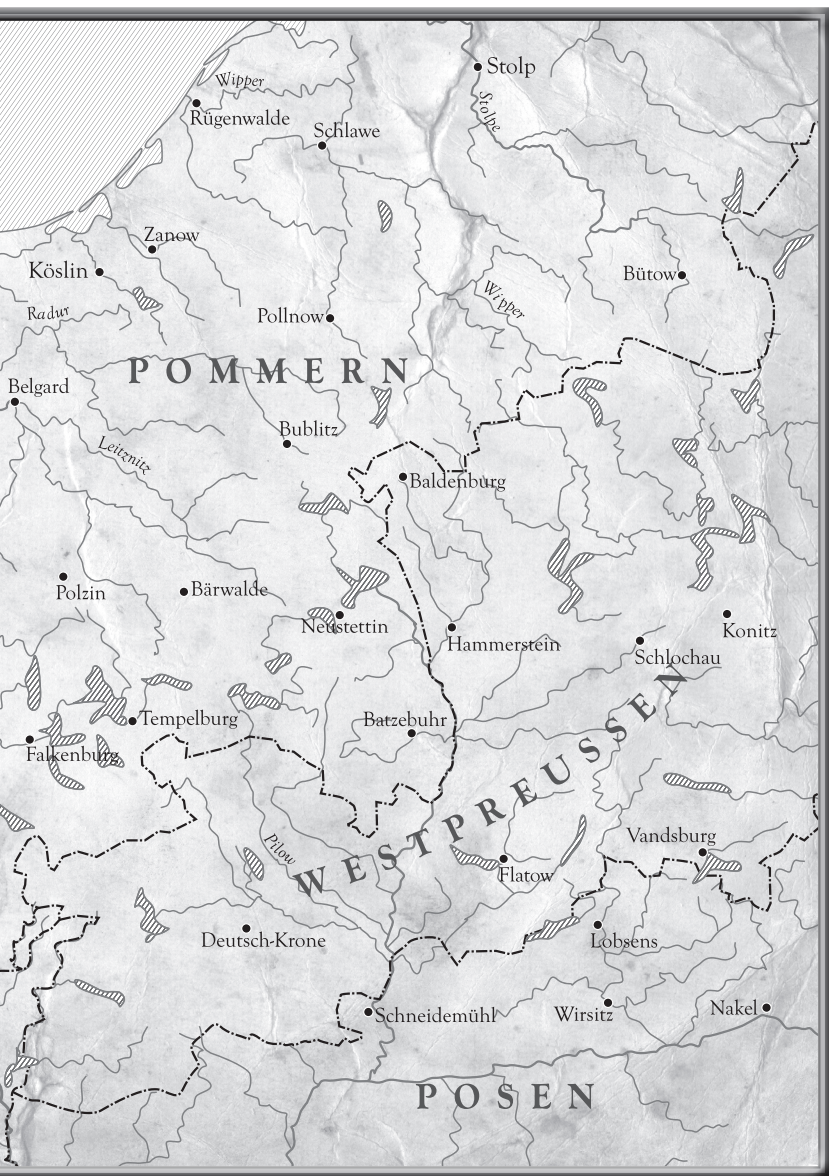 Stolp
Wipper
Rügenwalde
Stolpe
Schlawe
Zanow
Köslin
Bütow
Wipper
Radur
Pollnow
POMMERN
Belgard
Bublitz
Leitznitz
Baldenburg
Polzin
Bärwalde
Neustettin
Hammerstein
Konitz
Schlochau
Tempelburg
Batzebuhr
Falkenburg
WESTPREUSSEN
Vandsburg
Pilow
Flatow
Deutsch-Krone
Lobsens
Schneidemühl
Wirsitz
Nakel
POSEN